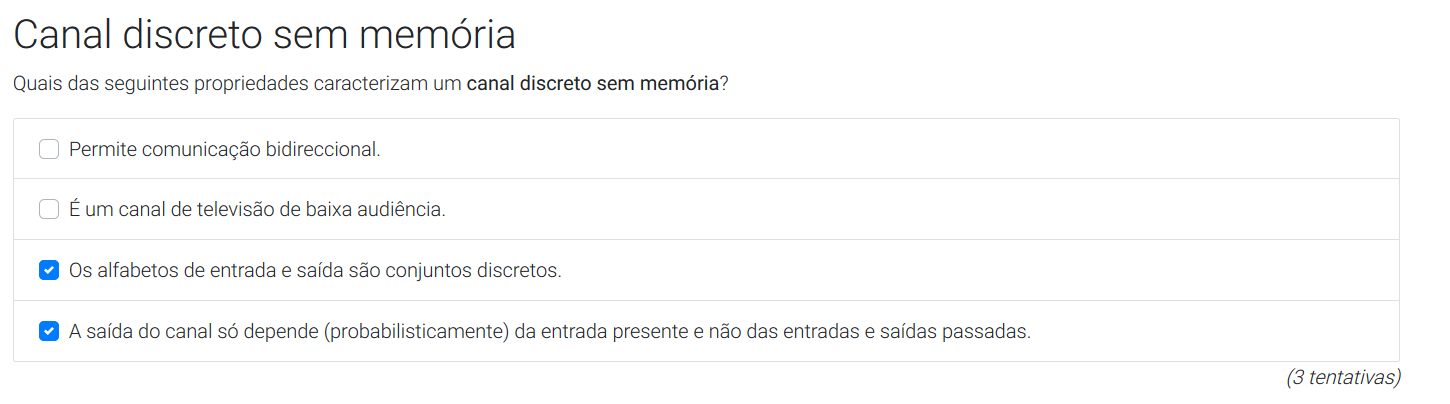 Canal discreto sem memória
Quais das seguintes propriedades caracterizam um canal discreto sem memória?
Permite comunicação bidireccional.
É um canal de televisão de baixa audiência.
Os alfabetos de entrada e saída são conjuntos discretos.
A saída do canal só depende (probabilisticamente) da entrada presente e não das entradas e saídas passadas.
(3 tentativas)